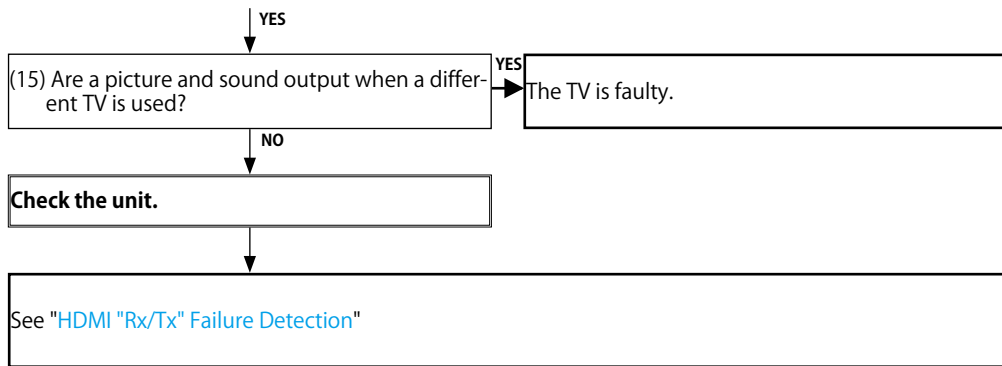 YES
(15) Are a picture and sound output when a differ-
ent TV is used?
YES
The TV is faulty.
NO
Check the unit.
See "HDMI "Rx/Tx" Failure Detection"